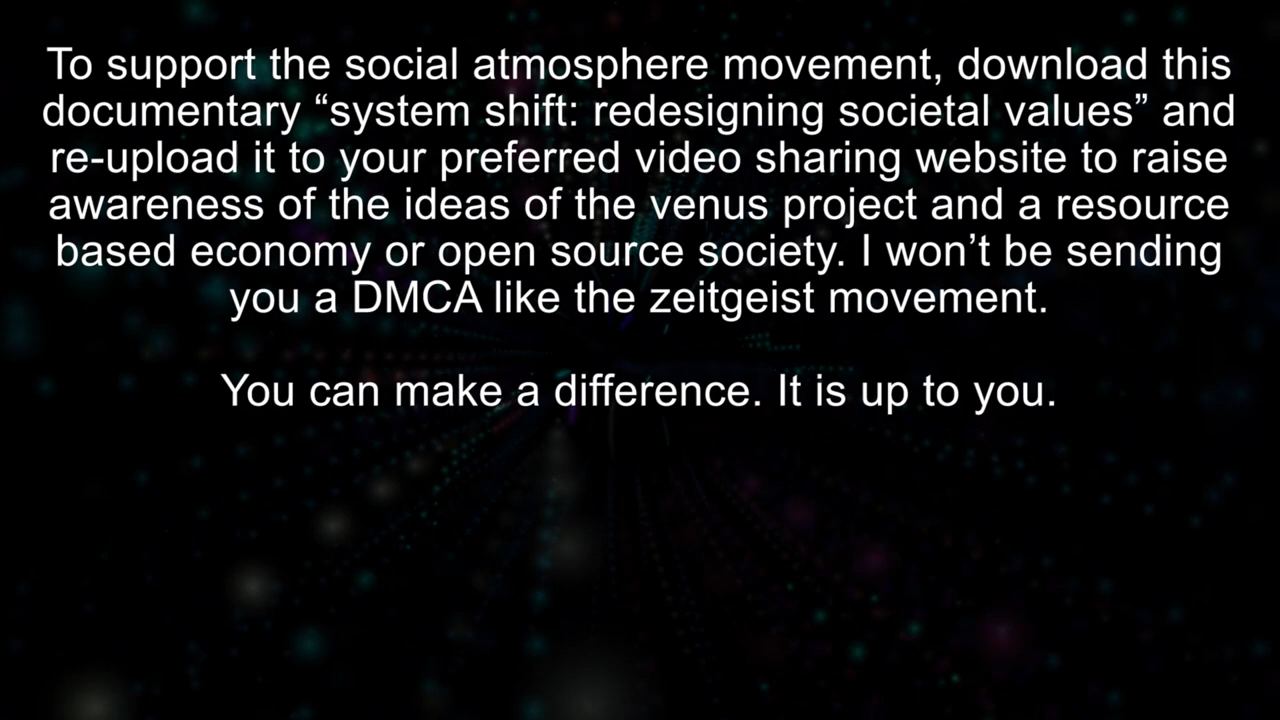 To support the social atmosphere movement, download this
documentary “system shift: redesigning societal values” and
re-upload it to your preferred video sharing website to raise
awareness of the ideas of the venus project and a resource
based economy or open source society. I won’t be sending
you a DMCA like the zeitgeist movement.
You can make a difference. It is up to you.